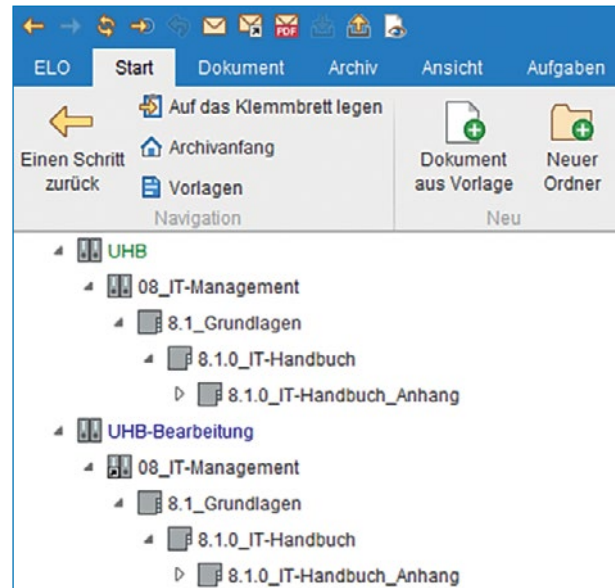 PDF
ELO Start Dokument Archiv Ansicht Aufgaben
Einen Schritt zurück
Auf das Klemmbrett legen
Archivanfang
Vorlagen
Navigation
Dokument aus Vorlage
Neuer Ordner
Neu
UHB
08_IT-Management
8.1_Grundlagen
8.1.0_IT-Handbuch
8.1.0_IT-Handbuch_Anhang
UHB-Bearbeitung
08_IT-Management
8.1_Grundlagen
8.1.0_IT-Handbuch
8.1.0_IT-Handbuch_Anhang